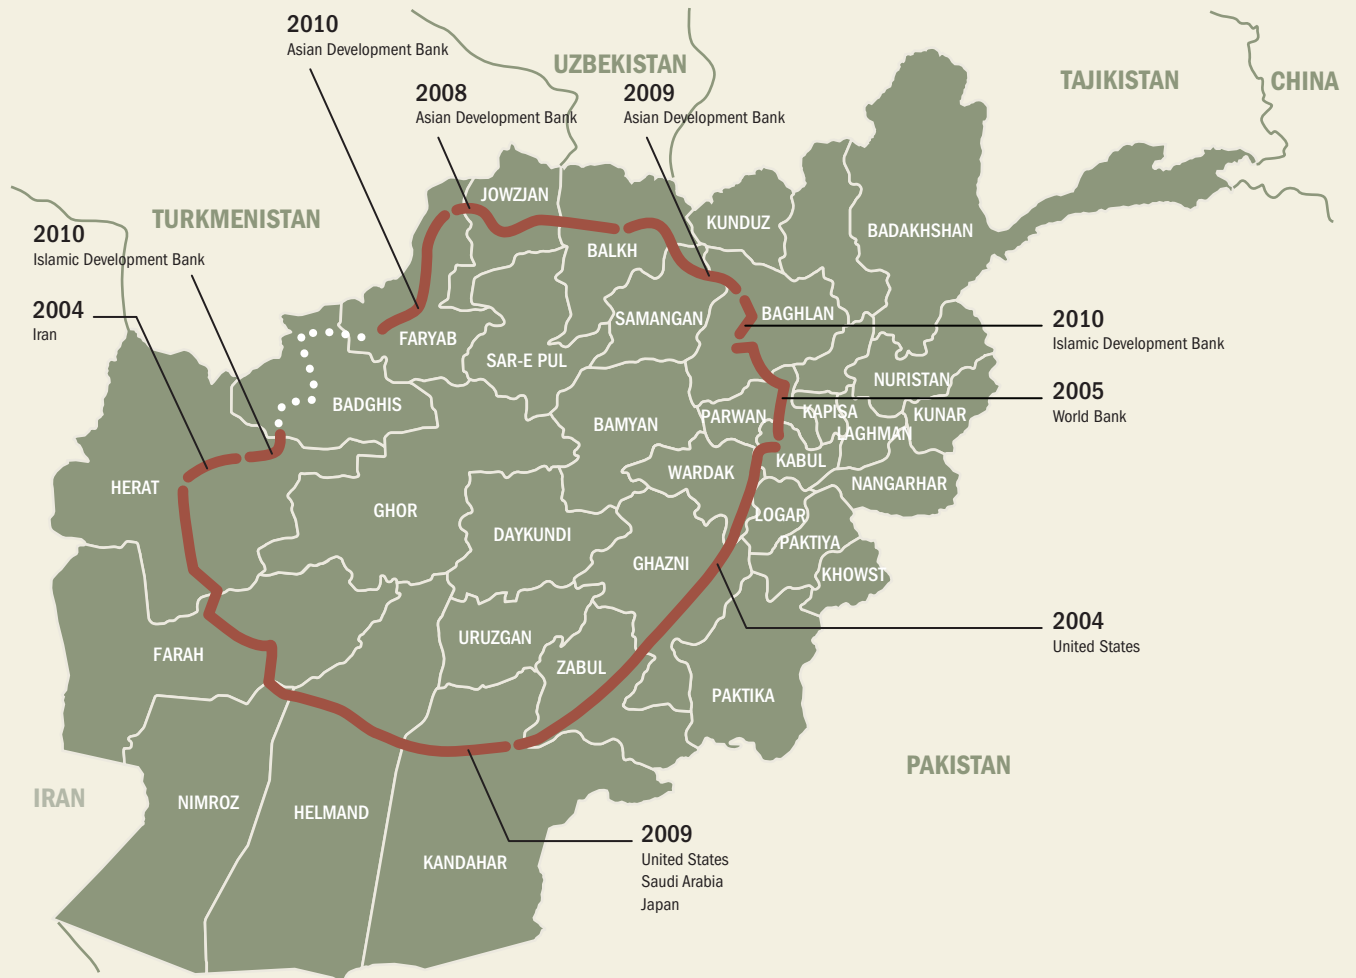 2010
Asian Development Bank
UZBEKISTAN
TAJIKISTAN
CHINA
2008
Asian Development Bank
2009
Asian Development Bank
JOWZJAN
TURKMENISTAN
KUNDUZ
BADAKHSHAN
2010
Islamic Development Bank
BALKH
2004
Iran
SAMANGAN
BAGHLAN
2010
Islamic Development Bank
FARYAB
SAR-E PUL
NURISTAN
2005
World Bank
BADGHIS
BAMYAN
PARWAN
KAPISA
KUNAR
LAGHMAN
KABUL
WARDAK
HERAT
NANGARHAR
GHOR
LOGAR
DAYKUNDI
PAKTIYA
GHAZNI
KHOWST
2004
United States
URUZGAN
FARAH
ZABUL
PAKTIKA
PAKISTAN
IRAN
NIMROZ
HELMAND
2009
United States
Saudi Arabia
Japan
KANDAHAR